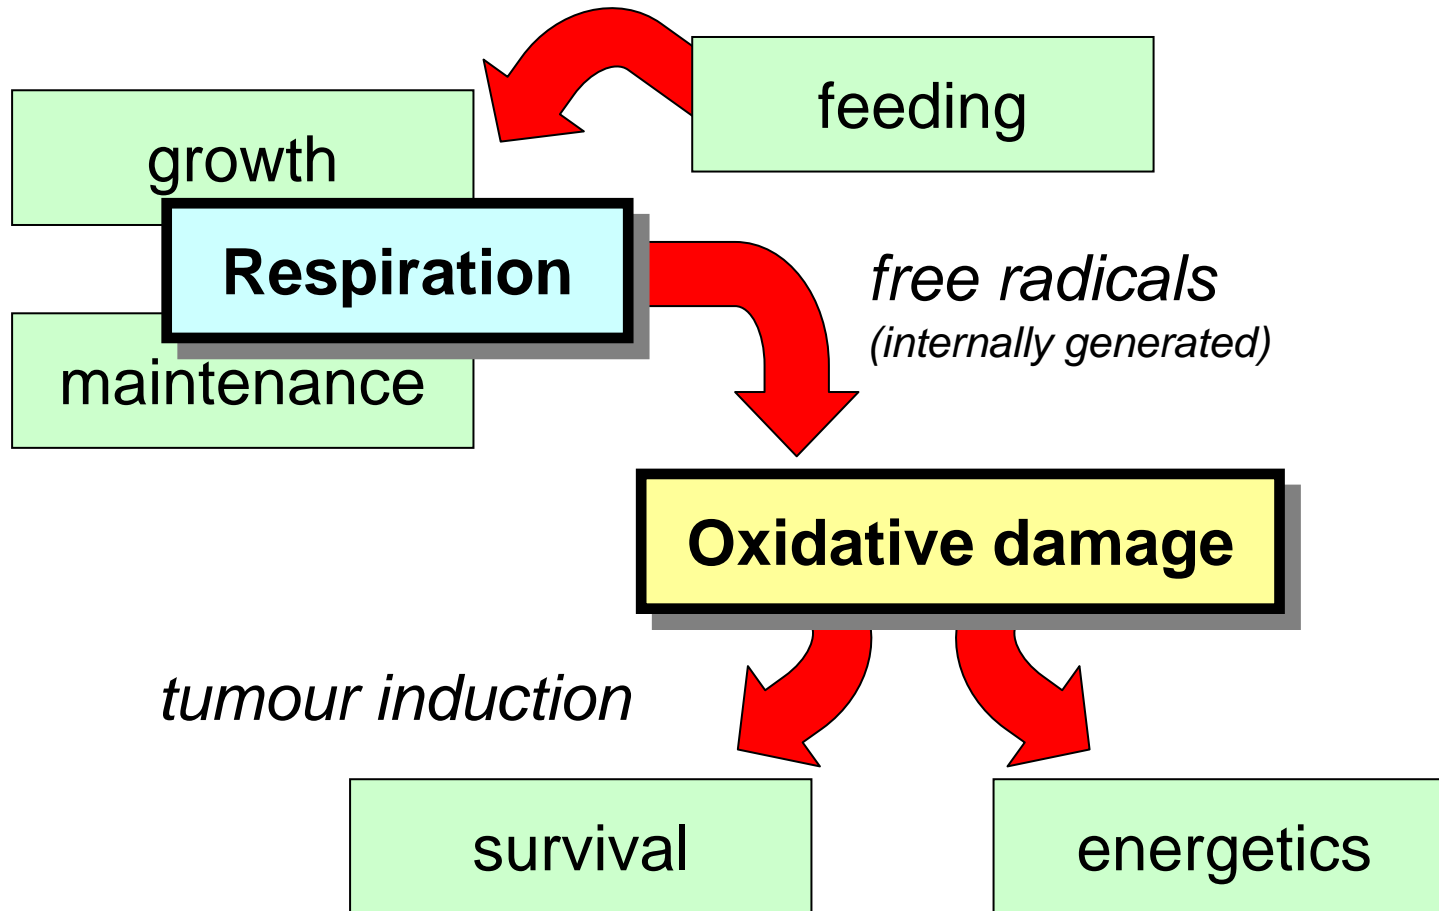 feeding
growth
Respiration
free radicals
(internally generated)
maintenance
Oxidative damage
tumour induction
survival
energetics